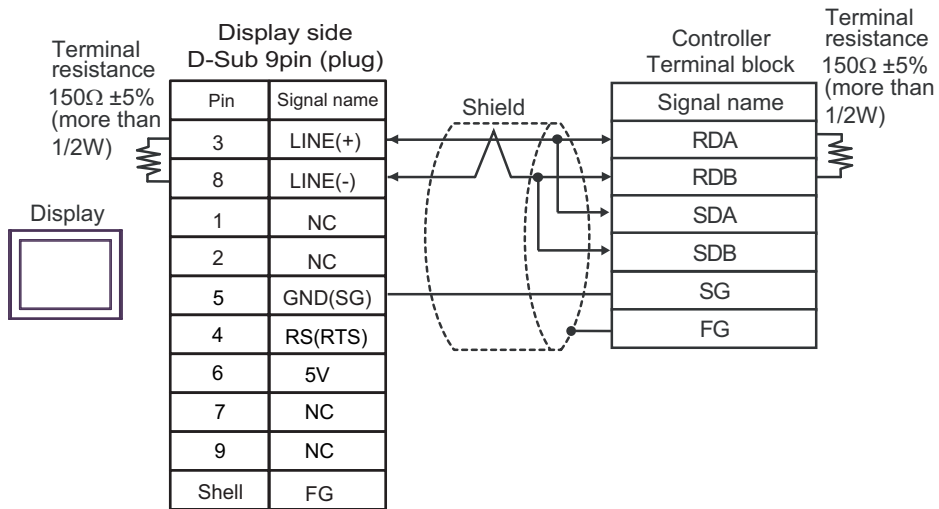 Display side
D-Sub 9pin (plug)
Terminal
resistance
150Ω ±5%
(more than
1/2W)
Controller
Terminal block
Terminal
resistance
150Ω ±5%
(more than
1/2W)
Shield
Display
Pin Signal name
3 LINE(+)
8 LINE(-)
1 NC
2 NC
5 GND(SG)
4 RS(RTS)
6 5V
7 NC
9 NC
Shell FG
Signal name
RDA
RDB
SDA
SDB
SG
FG